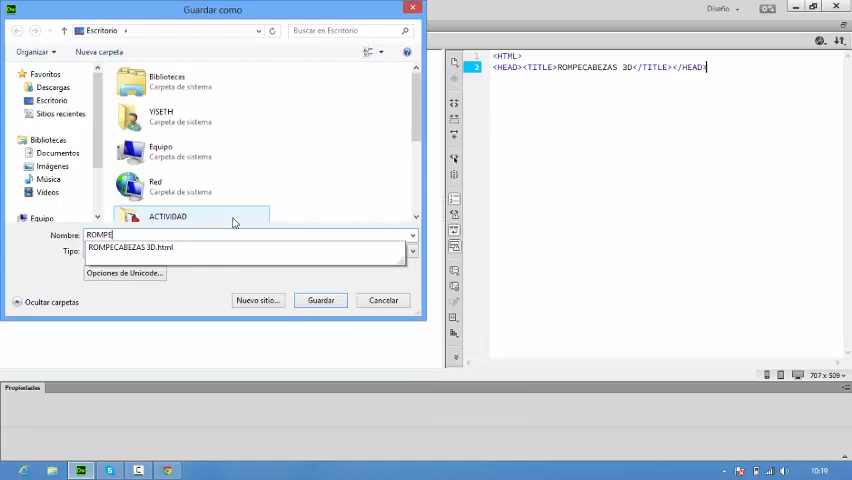 Guardar como
Diseño
Escritorio
Buscar en Escritorio
Organizar
Nueva carpeta
Favoritos
Descargas
Escritorio
Sitios recientes
Bibliotecas
Documentos
Imágenes
Música
Vídeos
Equipo
Bibliotecas
Carpeta de sistema
VISETH
Carpeta de sistema
Equipo
Carpeta de sistema
Red
Carpeta de sistema
ACTIVIDAD
Nombre:
ROMPE
ROMPECABEZAS 3D.html
Tipo:
Opciones de Unicode...
Ocultar carpetas
Nuevo sitio...
Guardar
Cancelar
1 <HTML>
2 <HEAD><TITLE>ROMPECABEZAS 3D</TITLE></HEAD>
707 x 509
Propiedades
Dw
10:19